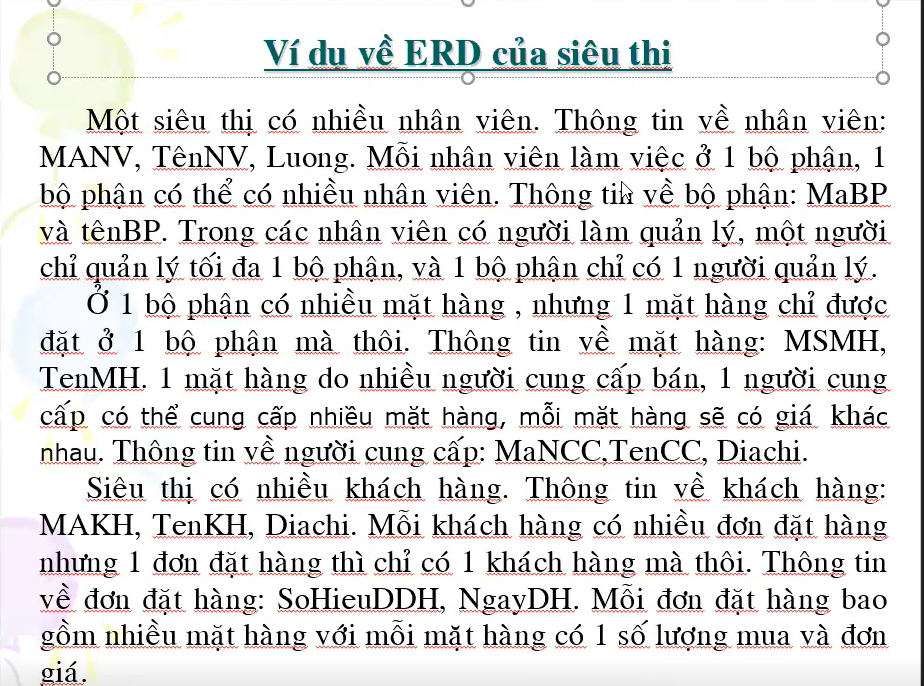 Ví dụ về ERD của siêu thị
Một siêu thị có nhiều nhân viên. Thông tin về nhân viên:
MANV, TênNV, Luong. Mỗi nhân viên làm việc ở 1 bộ phận, 1
bộ phận có thể có nhiều nhân viên. Thông tin về bộ phận: MaBP
và tênBP. Trong các nhân viên có người làm quản lý, một người
chỉ quản lý tối đa 1 bộ phận, và 1 bộ phận chỉ có 1 người quản lý.
Ở 1 bộ phận có nhiều mặt hàng , nhưng 1 mặt hàng chỉ được
đặt ở 1 bộ phận mà thôi. Thông tin về mặt hàng: MSMH,
TenMH. 1 mặt hàng do nhiều người cung cấp bán, 1 người cung
cấp có thể cung cấp nhiều mặt hàng, mỗi mặt hàng sẽ có giá khác
nhau. Thông tin về người cung cấp: MaNCC,TenCC, Diachi.
Siêu thị có nhiều khách hàng. Thông tin về khách hàng:
MAKH, TenKH, Diachi. Mỗi khách hàng có nhiều đơn đặt hàng
nhưng 1 đơn đặt hàng thì chỉ có 1 khách hàng mà thôi. Thông tin
về đơn đặt hàng: SoHieuDDH, NgayDH. Mỗi đơn đặt hàng bao
gồm nhiều mặt hàng với mỗi mặt hàng có 1 số lượng mua và đơn
giá.